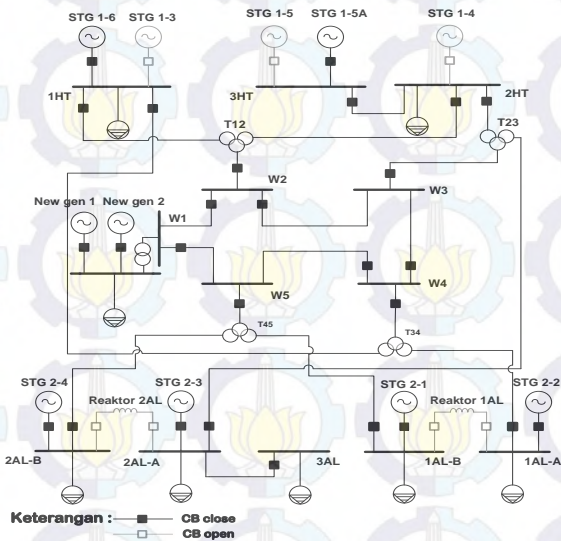 STG 1-6 STG 1-3 STG 1-5 STG 1-5A STG 1-4
1HT 3HT 2HT
T12 T23
W2 W3
New gen 1 New gen 2 W1
W5 W4
T45 T34
STG 2-4 Reaktor 2AL STG 2-3 STG 2-1 Reaktor 1AL STG 2-2
2AL-B 2AL-A 3AL 1AL-B 1AL-A
Keterangan : CB close
CB open